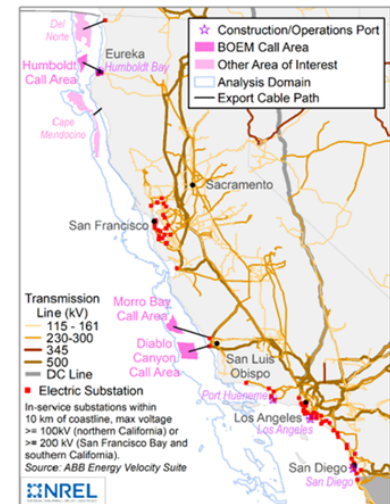 Del
Norte
Eureka
Humboldt Bay
Humboldt
Call Area
Cape
Mendocino
Construction/Operations Port
BOEM Call Area
Other Area of Interest
Analysis Domain
Export Cable Path
Sacramento
San Francisco
Morro Bay
Call Area
Diablo
Canyon
Call Area
San Luis
Obispo
Port Hueneme
Los Angeles
Los Angeles
San Diego
San Diego
Transmission
Line (kV)
115 - 161
230-300
345
500
DC Line
Electric Substation
In-service substations within
10 km of coastline, max voltage
>= 100kV (northern California) or
>= 200 kV (San Francisco Bay and
southern California).
Source: ABB Energy Velocity Suite
NREL